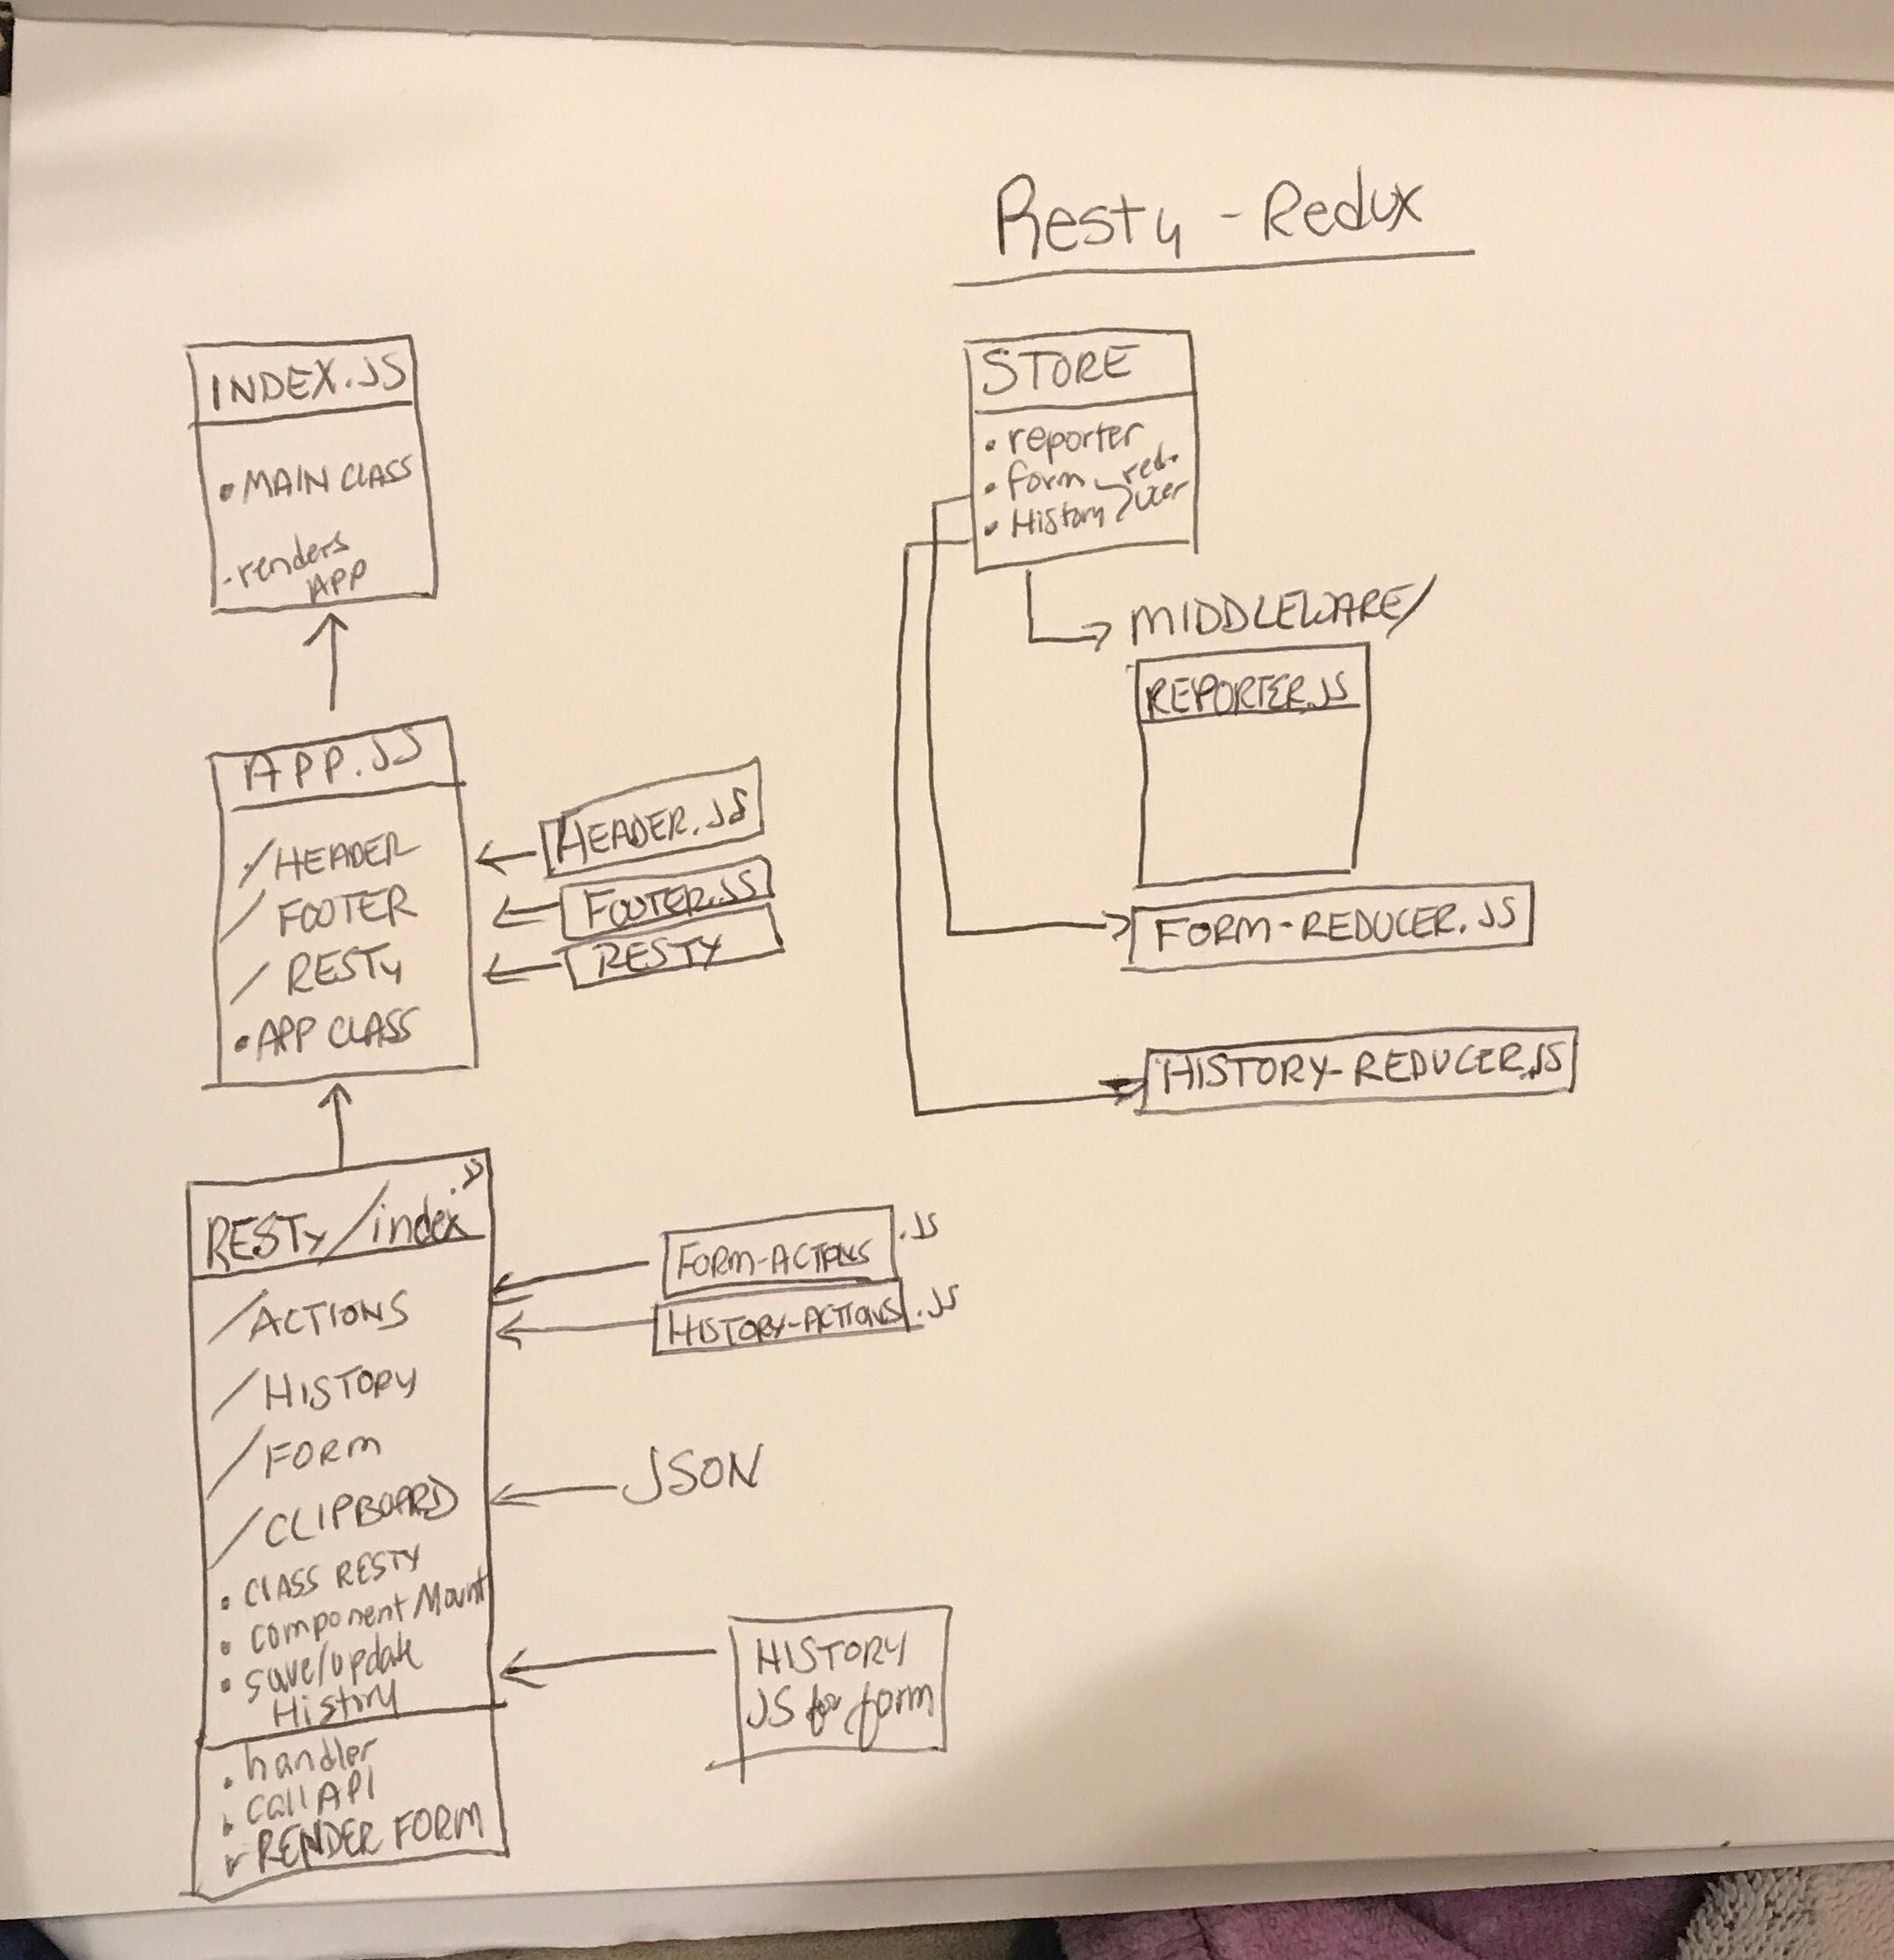 Resty - Redux
INDEX.JS
• MAIN CLASS
- renders
APP
APP.JS
/HEADER
/ FOOTER
/ RESTy
• APP CLASS
HEADER.JS
FOOTER.JS
RESTY
RESTy/index.js
/ACTIONS
/HISTORY
/FORM
/CLIPBOARD
• CLASS RESTY
• component Mount
• save/update
History
• handler
• call API
• RENDER FORM
FORM-ACTIONS.JS
HISTORY-ACTIONS.JS
JSON
HISTORY
JS for form
STORE
• reporter
• form
• History
red-
ucer
MIDDLEWARE/
REPORTER.JS
FORM-REDUCER.JS
HISTORY-REDUCER.JS